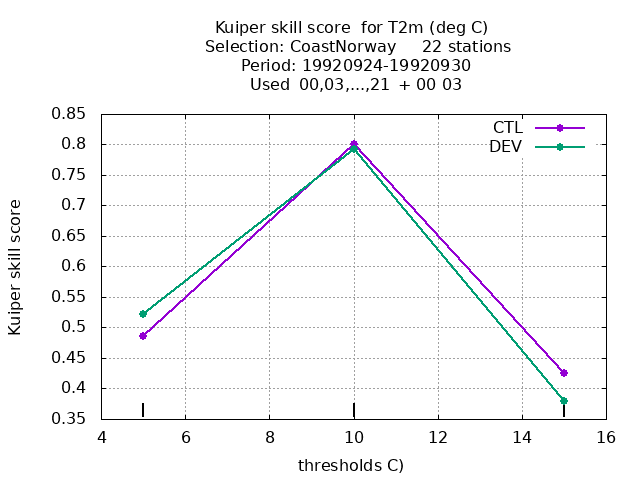 Kuiper skill score  for T2m (deg C)
Selection: CoastNorway     22 stations
Period: 19920924-19920930
Used  00,03,...,21  + 00 03
CTL
DEV
0.85
0.8
0.75
0.7
0.65
0.6
0.55
0.5
0.45
0.4
0.35
Kuiper skill score
4 6 8 10 12 14 16
thresholds C)